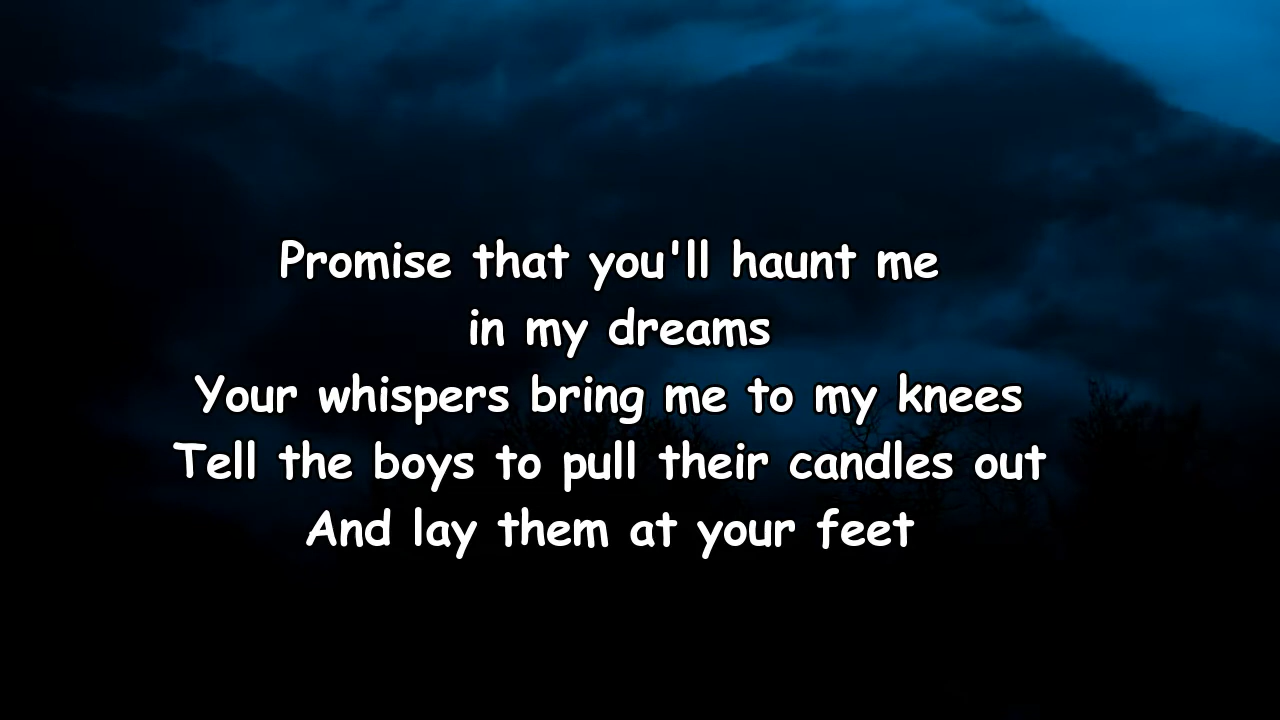 Promise that you'll haunt me
in my dreams
Your whispers bring me to my knees
Tell the boys to pull their candles out
And lay them at your feet